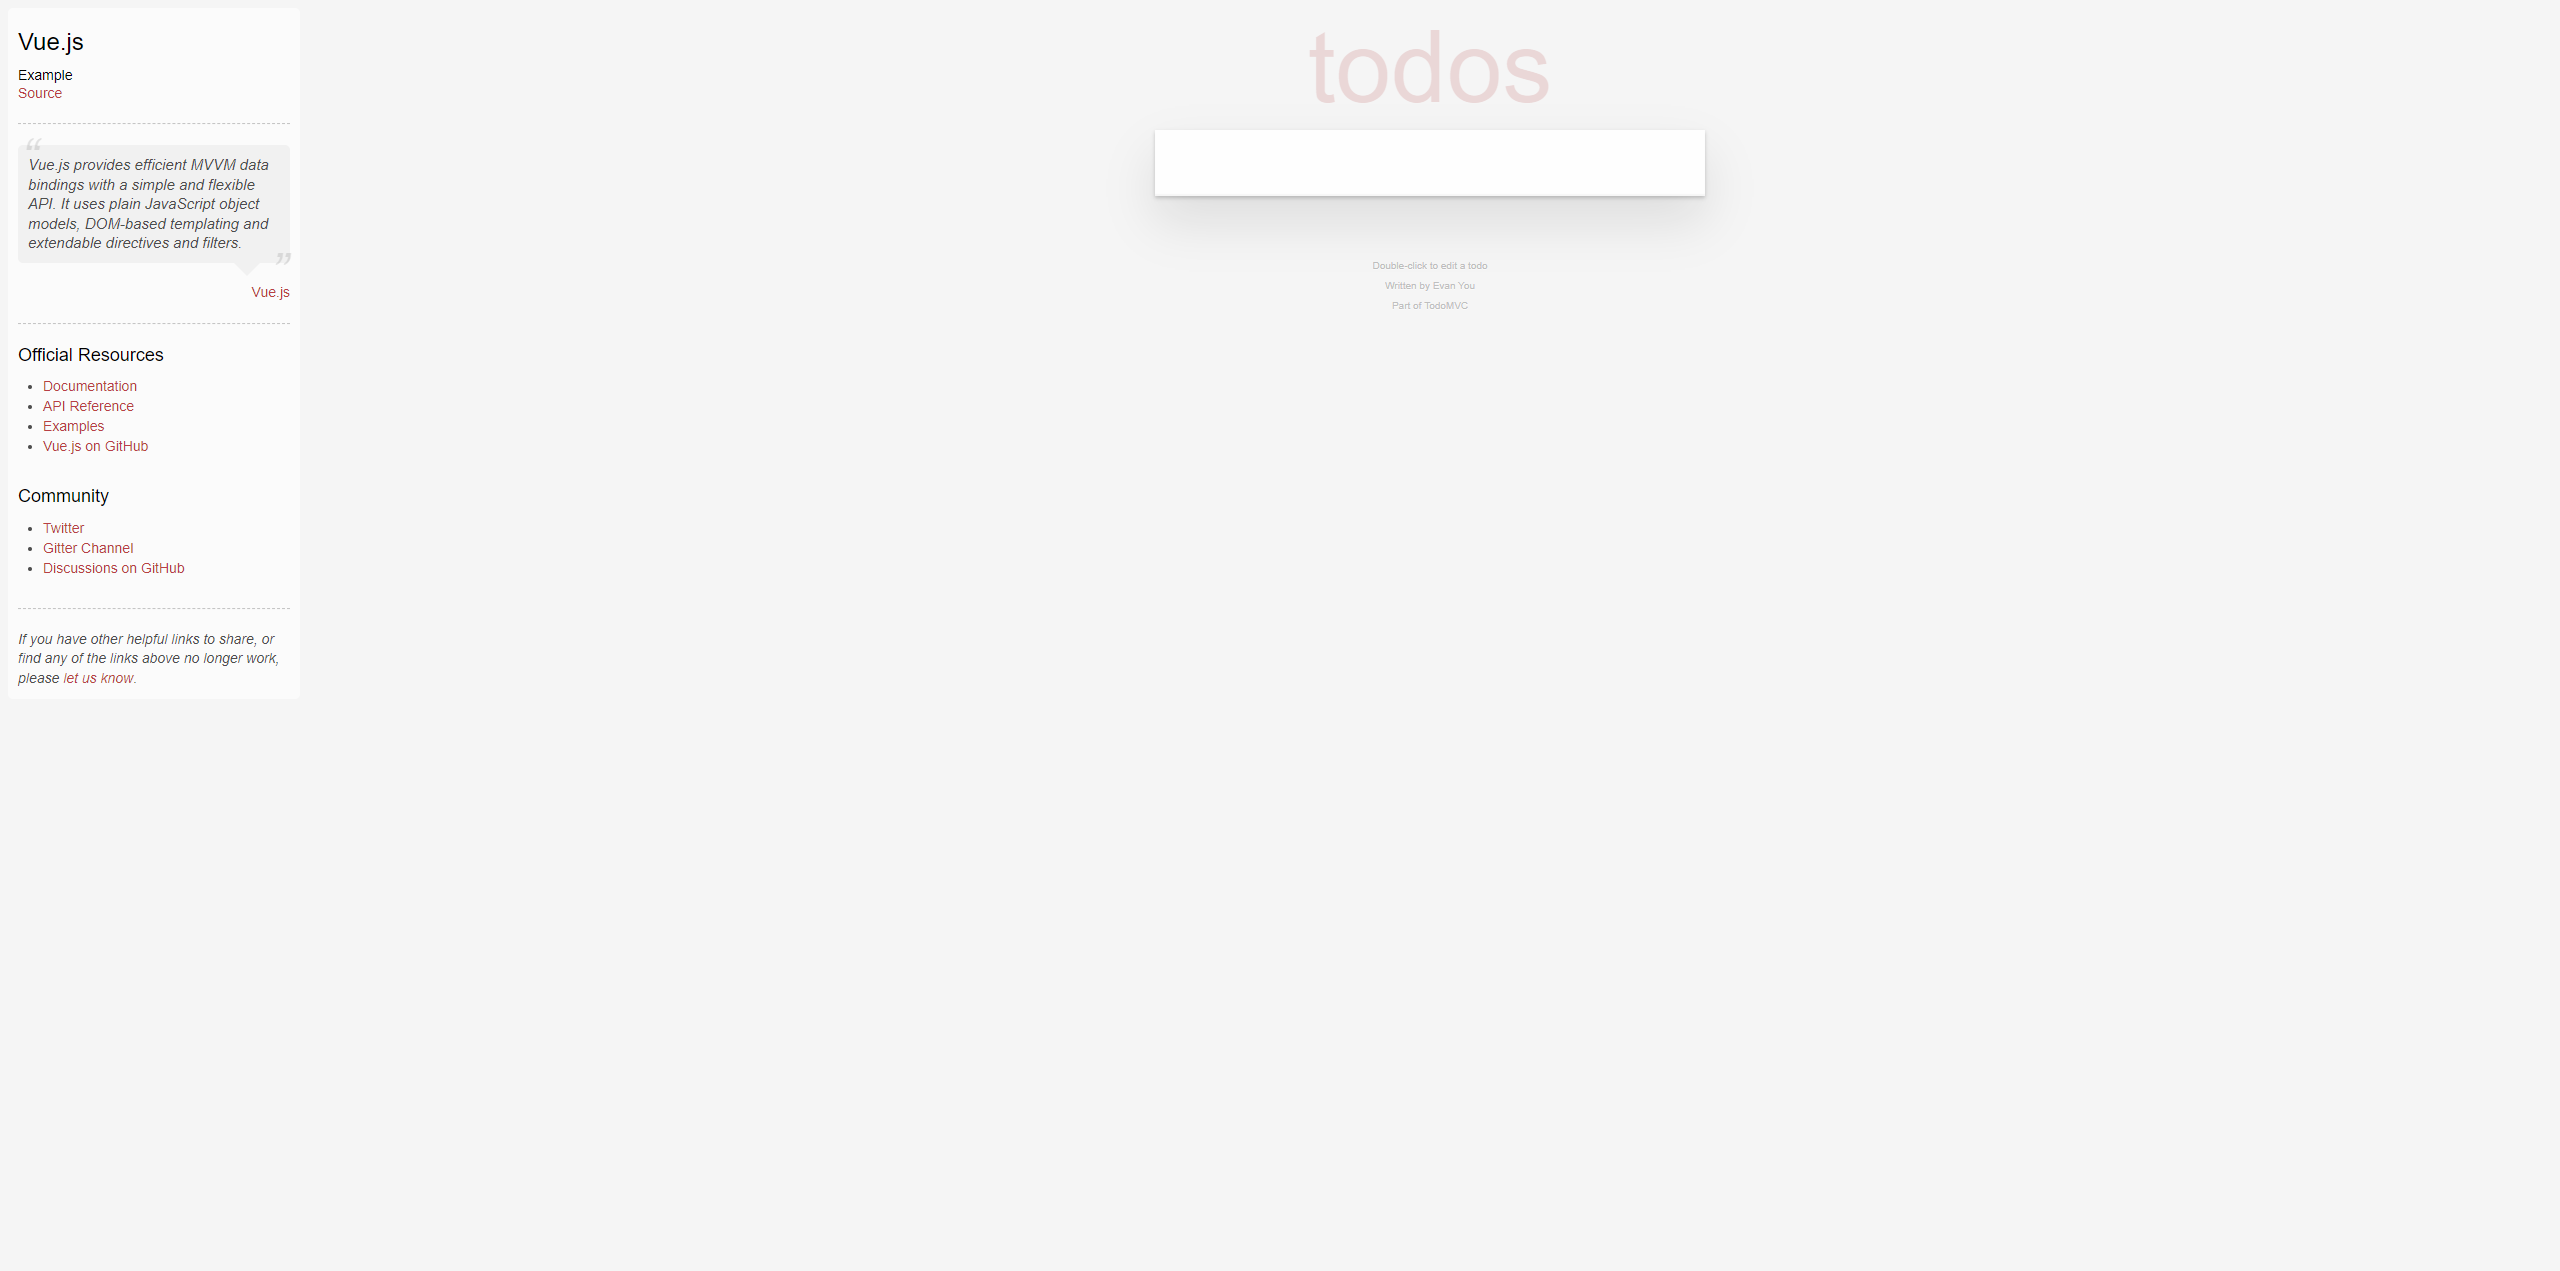 Vue.js
Example
Source
“
Vue.js provides efficient MVVM data
bindings with a simple and flexible
API. It uses plain JavaScript object
models, DOM-based templating and
extendable directives and filters.
”
Vue.js
Official Resources
Documentation
API Reference
Examples
Vue.js on GitHub
Community
Twitter
Gitter Channel
Discussions on GitHub
If you have other helpful links to share, or
find any of the links above no longer work,
please let us know.
todos
Double-click to edit a todo
Written by Evan You
Part of TodoMVC